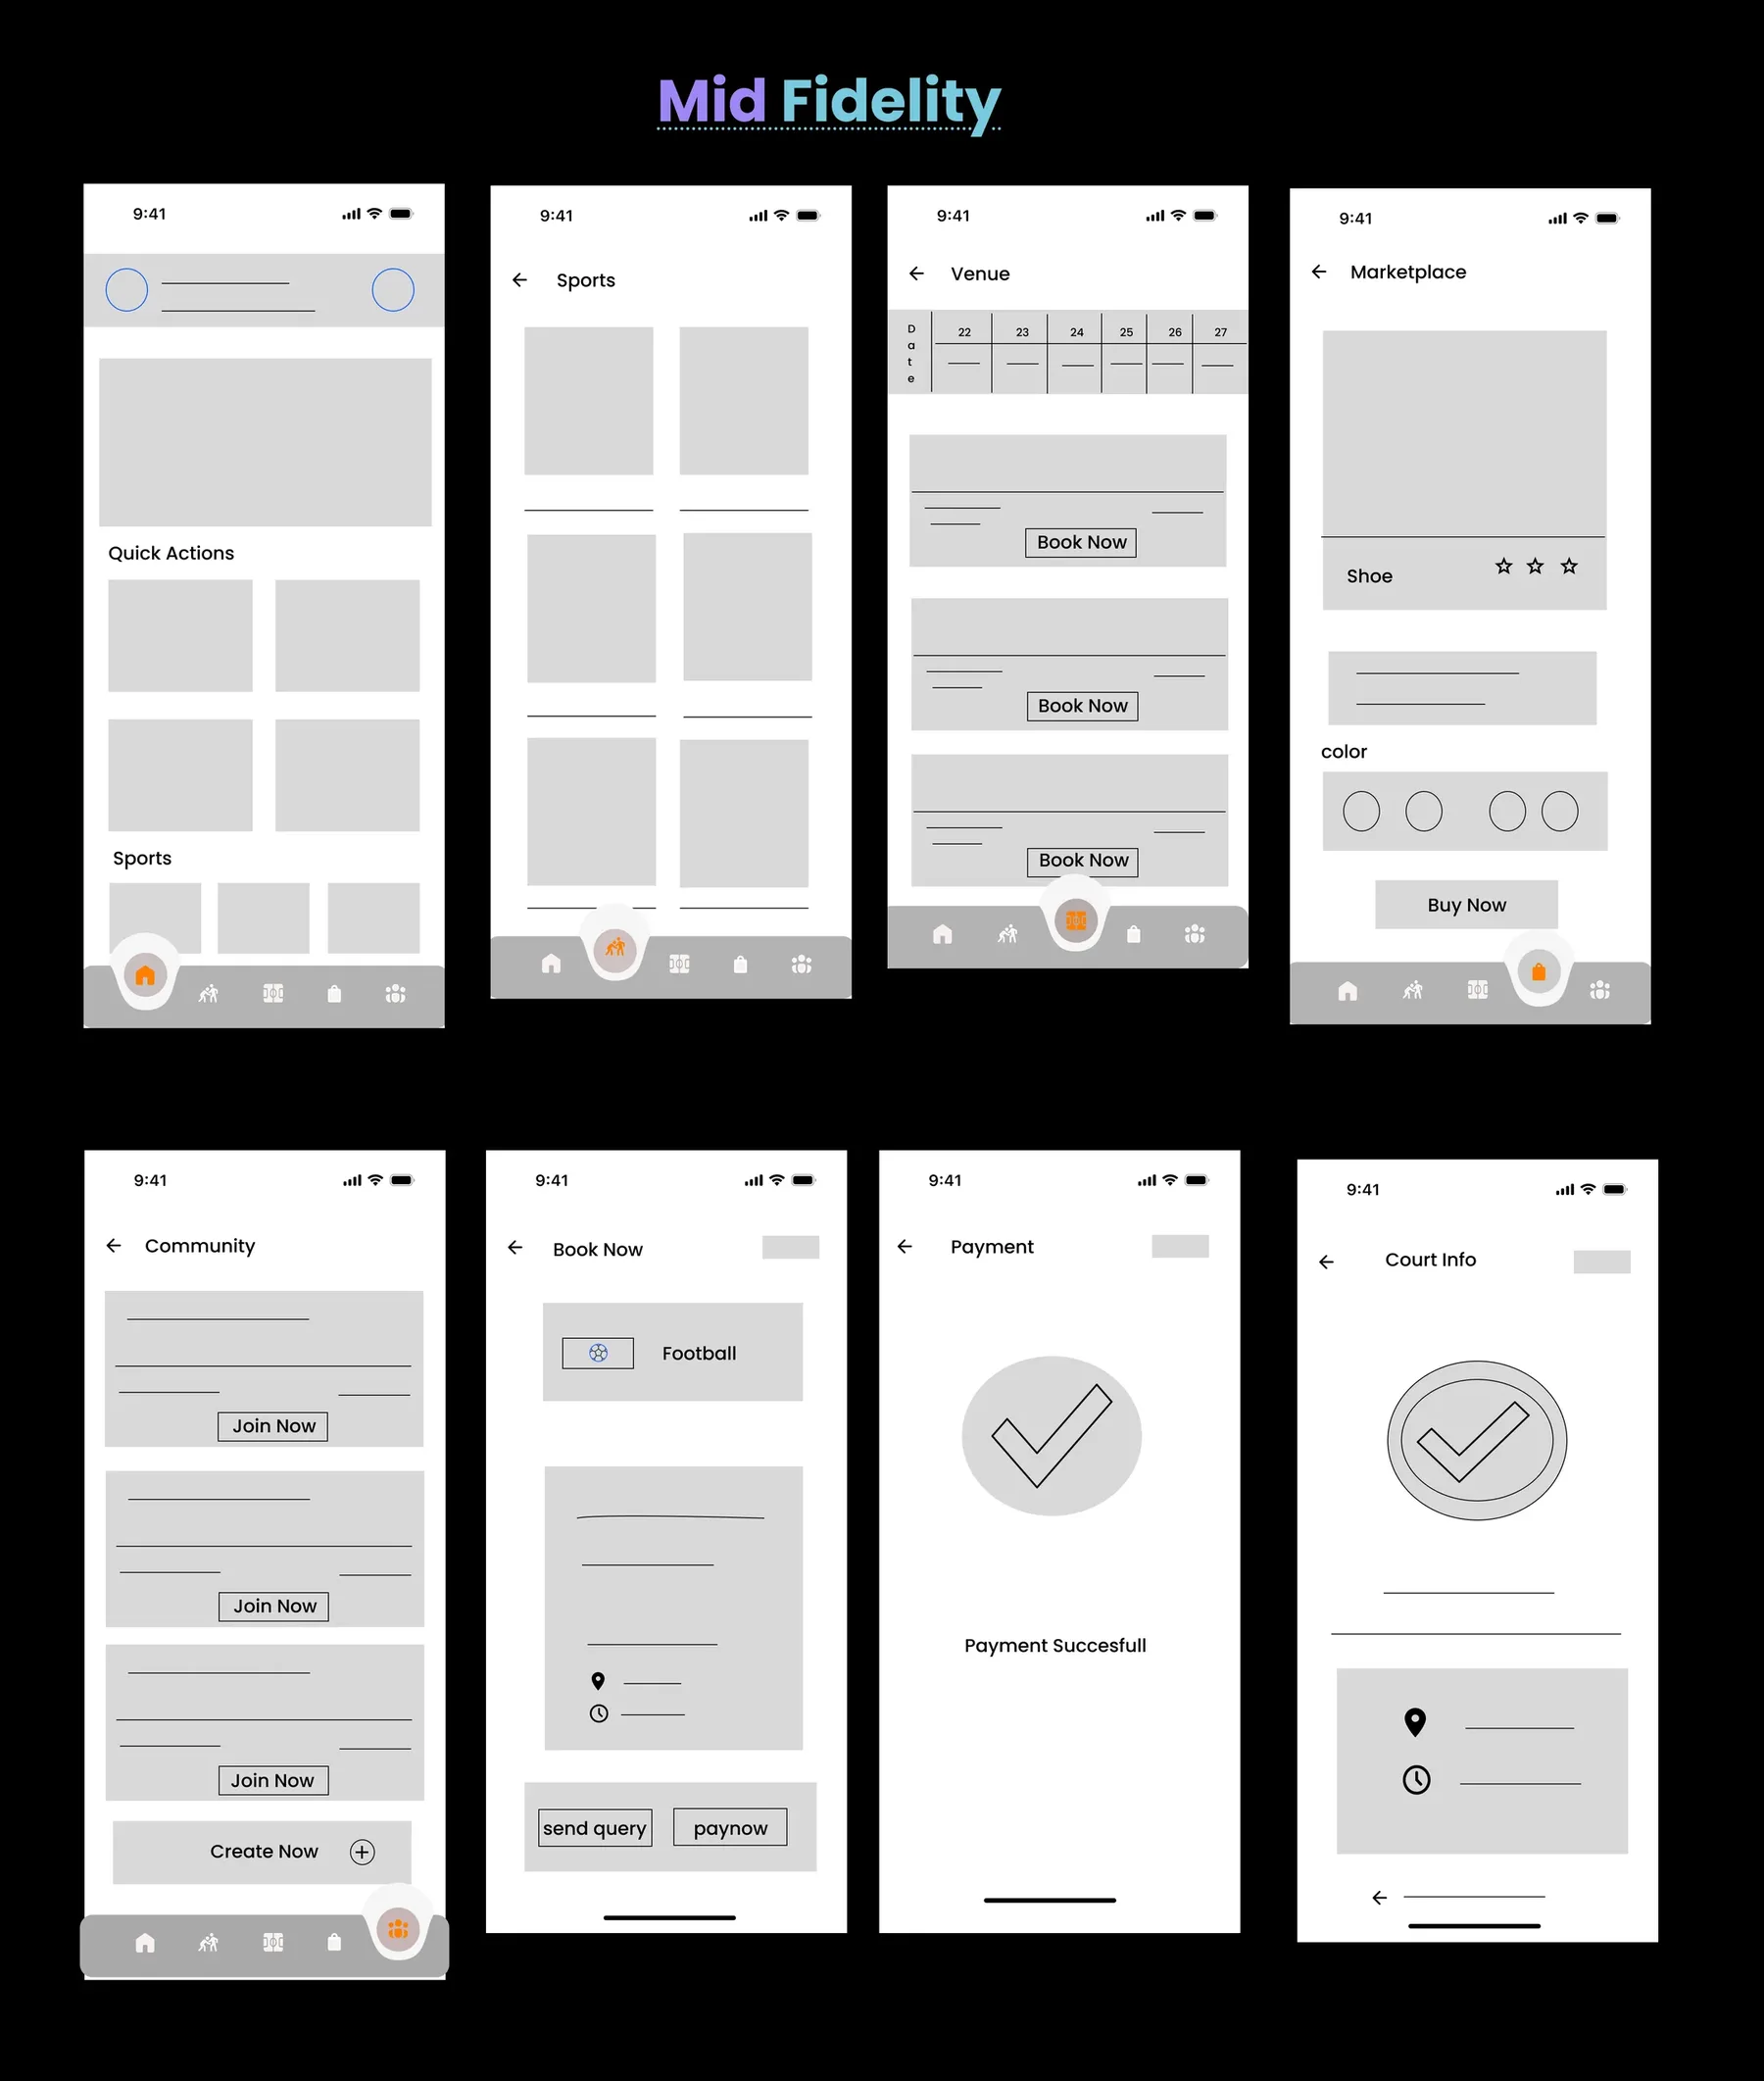 Mid Fidelity
9:41
Quick Actions
Sports
9:41
Sports
9:41
Venue
Date
22 23 24 25 26 27
Book Now
Book Now
Book Now
9:41
Marketplace
Shoe
color
Buy Now
9:41
Community
Join Now
Join Now
Join Now
Create Now
9:41
Book Now
Football
send query paynow
9:41
Payment
Payment Succesfull
9:41
Court Info